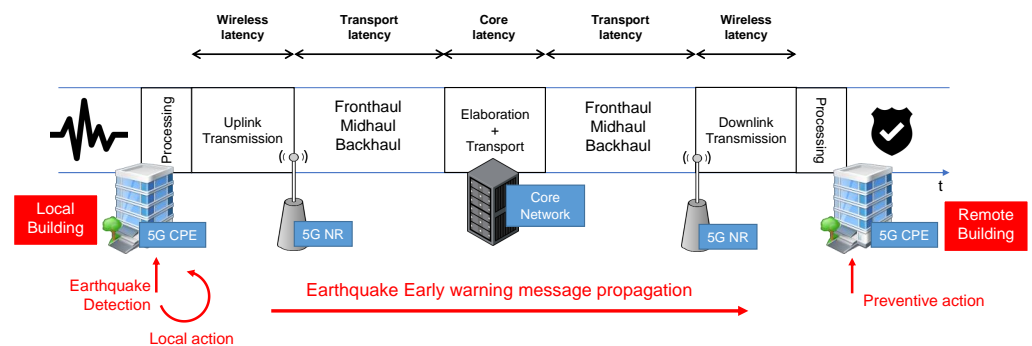 Wireless
latency
Transport
latency
Core
latency
Transport
latency
Wireless
latency
Processing
Uplink
Transmission
Fronthaul
Midhaul
Backhaul
Elaboration
+
Transport
Fronthaul
Midhaul
Backhaul
Downlink
Transmission
Processing
t
Local
Building
5G CPE
5G NR
Core
Network
5G NR
5G CPE
Remote
Building
Earthquake
Detection
Local action
Earthquake Early warning message propagation
Preventive action